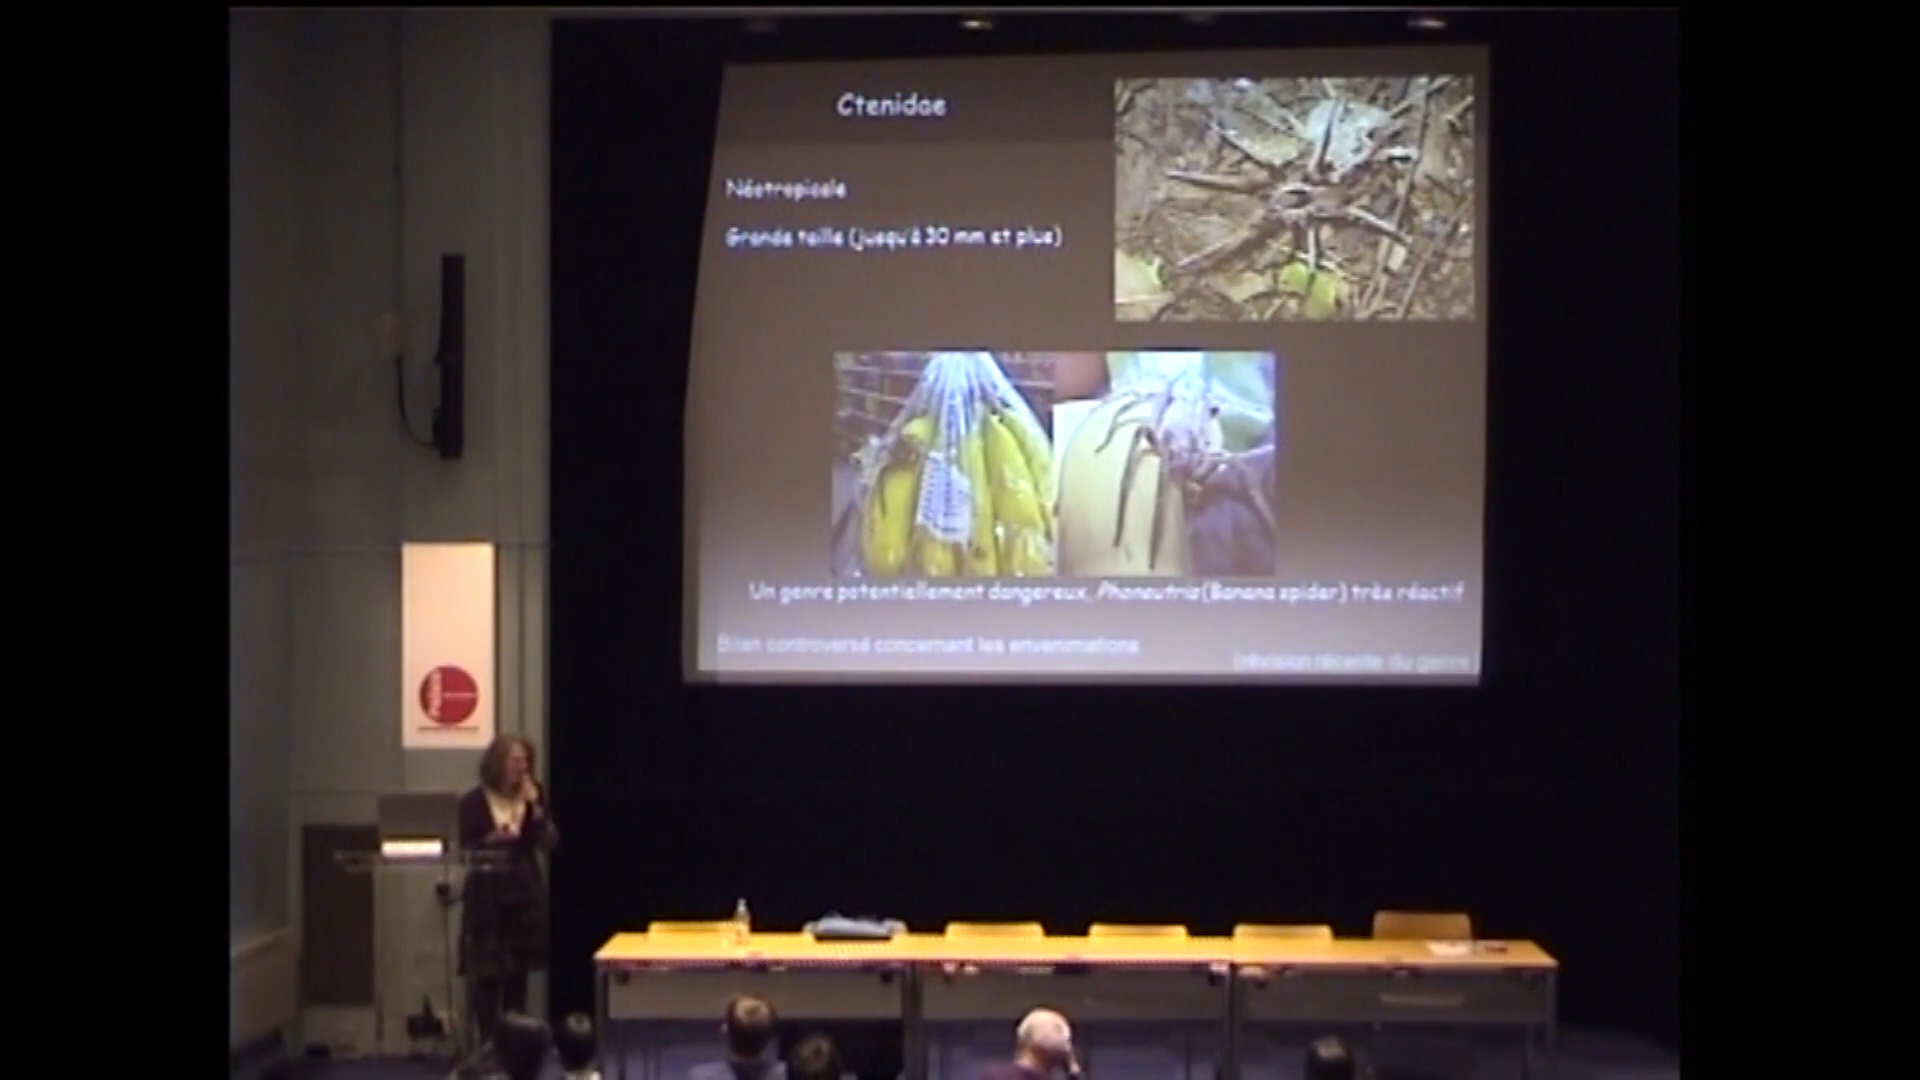 Ctenidae
Néotropicale
Grande taille (jusqu'à 30 mm et plus)
Un genre potentiellement dangereux, Phoneutria (Banana spider) très réactif
Bilan controversé concernant les envenimations
(révision récente du genre